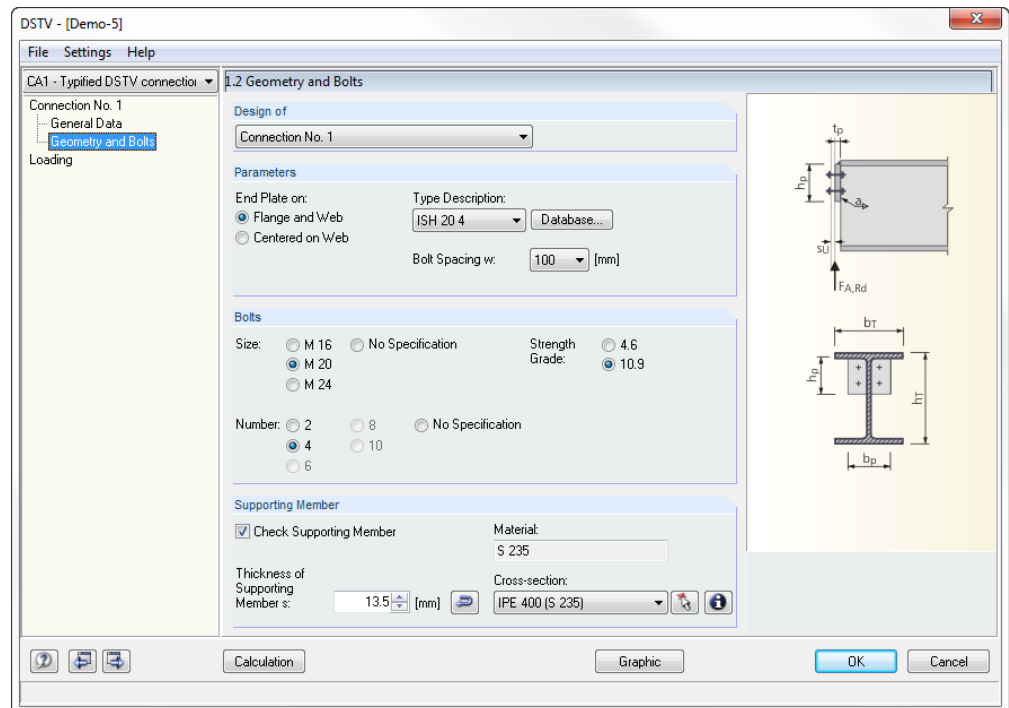 DSTV - [Demo-5]
File Settings Help
CA1 - Typified DSTV connectior
1.2 Geometry and Bolts
Connection No. 1
General Data
Geometry and Bolts
Loading
Design of
Connection No. 1
Parameters
End Plate on:
Type Description:
Flange and Web
ISH 20 4
Database...
Centered on Web
Bolt Spacing w:
100
[mm]
Bolts
Size:
M 16
No Specification
Strength
Grade:
4.6
M 20
10.9
M 24
Number:
2
8
No Specification
4
10
6
Supporting Member
Check Supporting Member
Material:
S 235
Thickness of
Supporting
Member s:
13.5
[mm]
Cross-section:
IPE 400 (S 235)
tp
hp
a
sU
FA,Rd
bT
hp
hT
bp
Calculation
Graphic
OK
Cancel